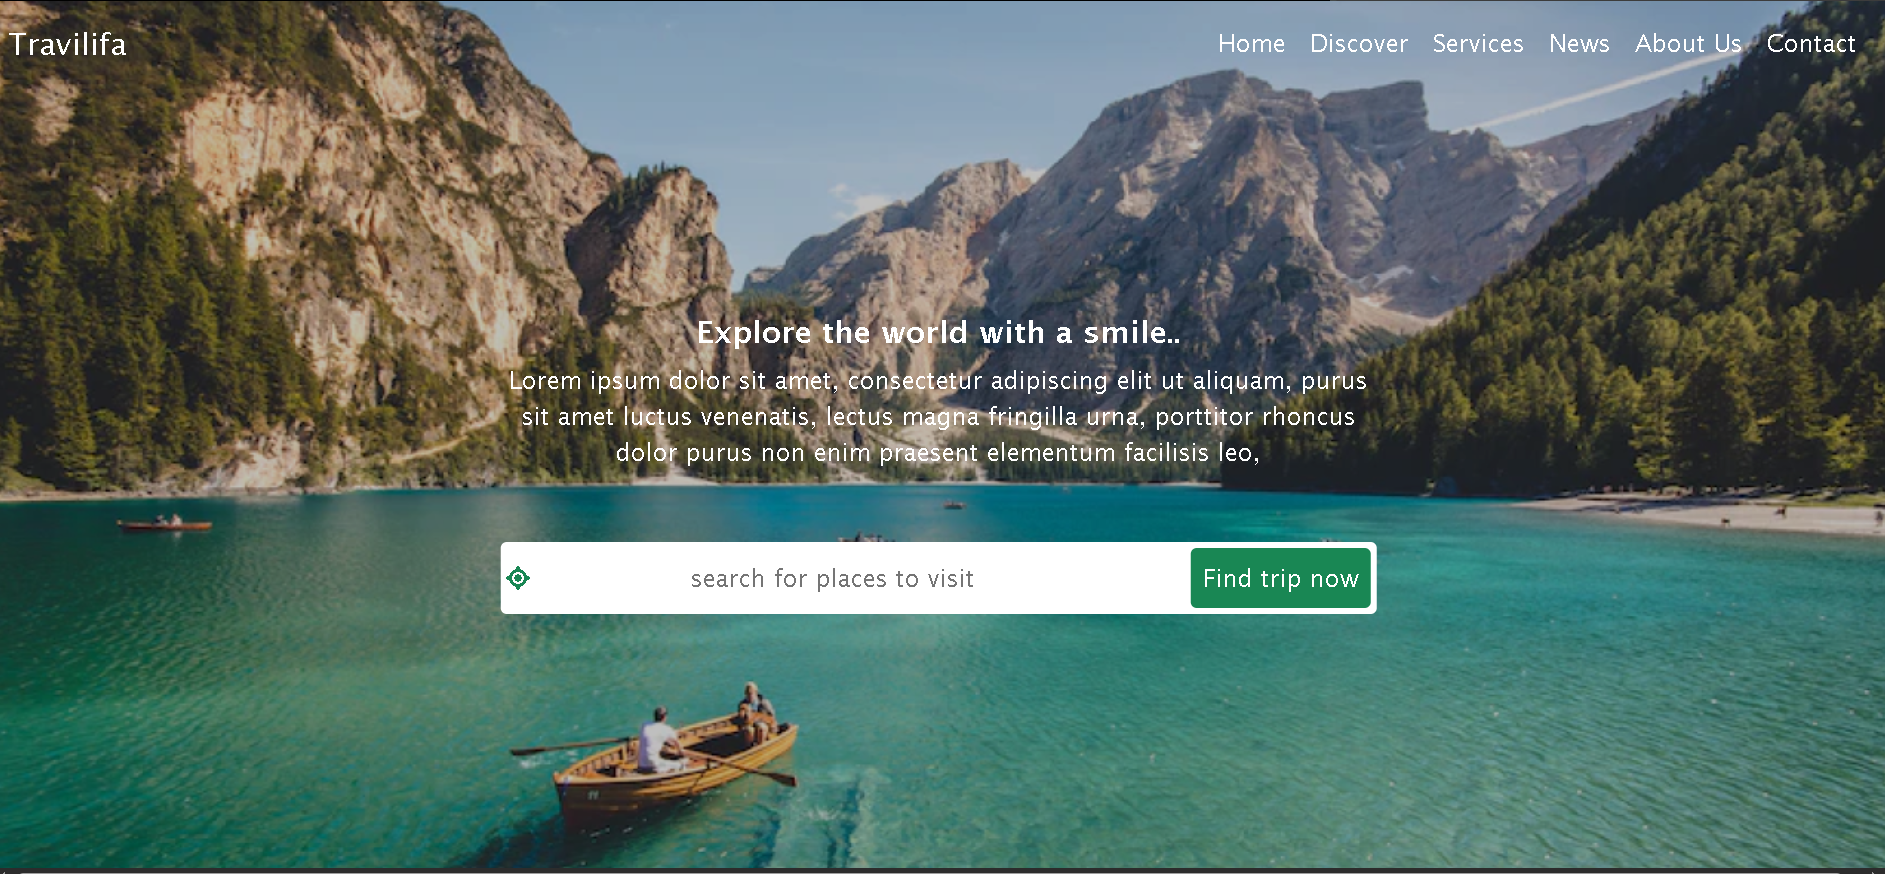 Travilifa
Home Discover Services News About Us Contact
Explore the world with a smile..
Lorem ipsum dolor sit amet, consectetur adipiscing elit ut aliquam, purus
sit amet luctus venenatis, lectus magna fringilla urna, porttitor rhoncus
dolor purus non enim praesent elementum facilisis leo,
search for places to visit
Find trip now